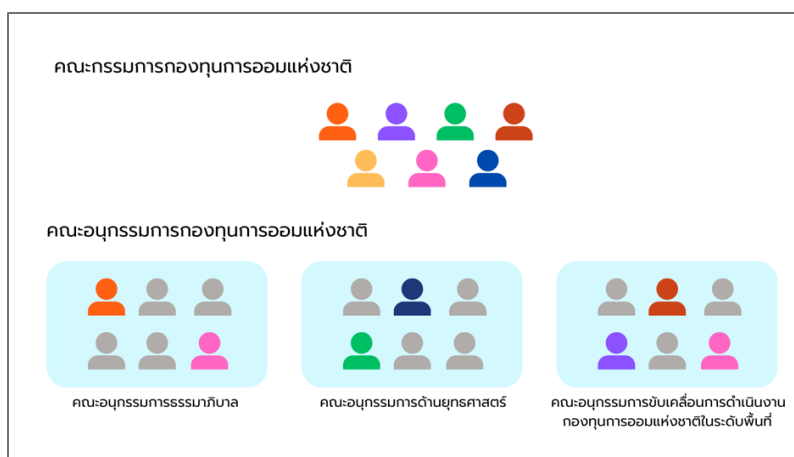 คณะกรรมการกองทุนการออมแห่งชาติ
คณะอนุกรรมการกองทุนการออมแห่งชาติ
คณะอนุกรรมการธรรมาภิบาล
คณะอนุกรรมการด้านยุทธศาสตร์
คณะอนุกรรมการขับเคลื่อนการดำเนินงาน
กองทุนการออมแห่งชาติในระดับพื้นที่